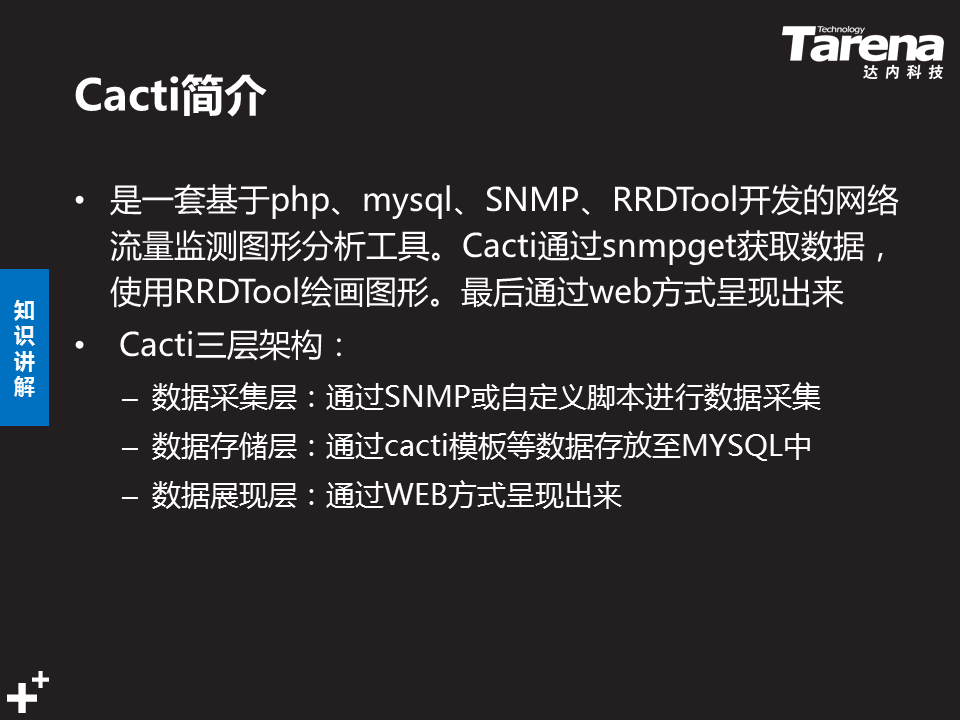 Technology
Tarena
达内科技
Cacti简介
• 是一套基于php、mysql、SNMP、RRDTool开发的网络
流量监测图形分析工具。Cacti通过snmpget获取数据，
使用RRDTool绘画图形。最后通过web方式呈现出来
• Cacti三层架构：
– 数据采集层：通过SNMP或自定义脚本进行数据采集
– 数据存储层：通过cacti模板等数据存放至MYSQL中
– 数据展现层：通过WEB方式呈现出来
知
识
讲
解